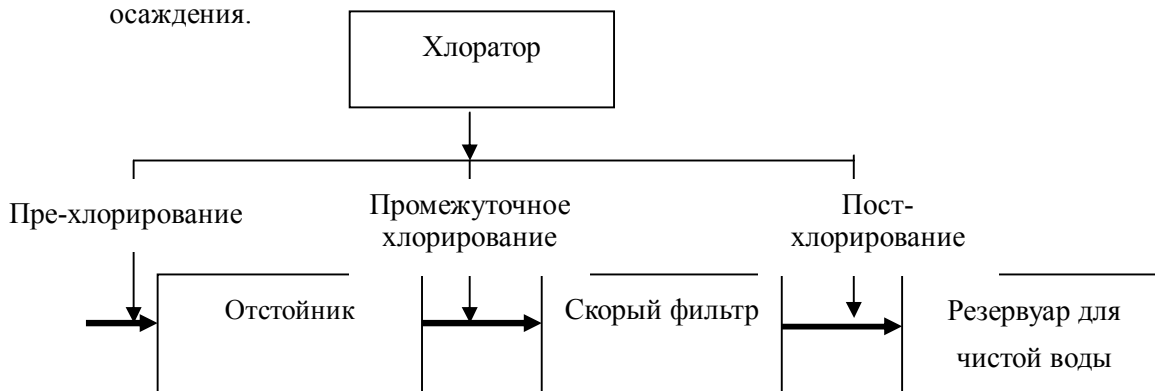 осаждения.
Хлоратор
Пре-хлорирование
Промежуточное
хлорирование
Пост-
хлорирование
Отстойник
Скорый фильтр
Резервуар для
чистой воды